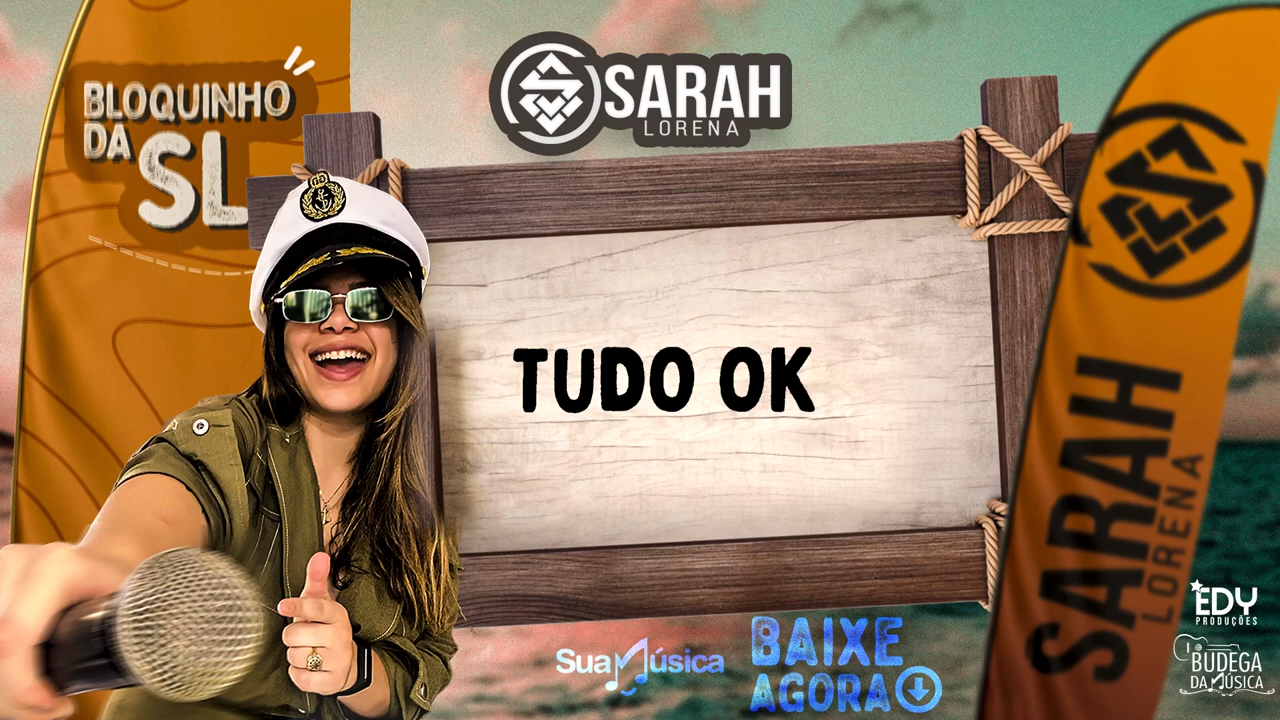 BLOQUINHO
DA
SL
SARAH
LORENA
TUDO OK
SARAH
LORENA
SuaMúsica
BAIXE
AGORA
EDY
PRODUÇÕES
BUDEGA
DA MÚSICA